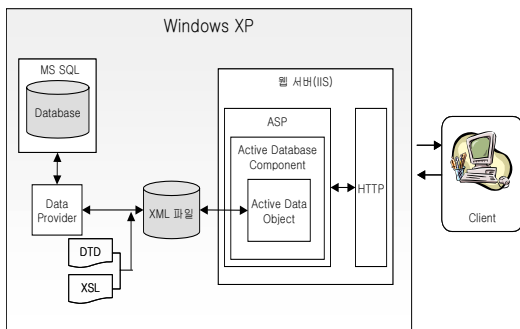 Windows XP
MS SQL
Database
Data
Provider
DTD
XSL
XML 파일
웹 서버(IIS)
ASP
Active Database
Component
Active Data
Object
HTTP
Client